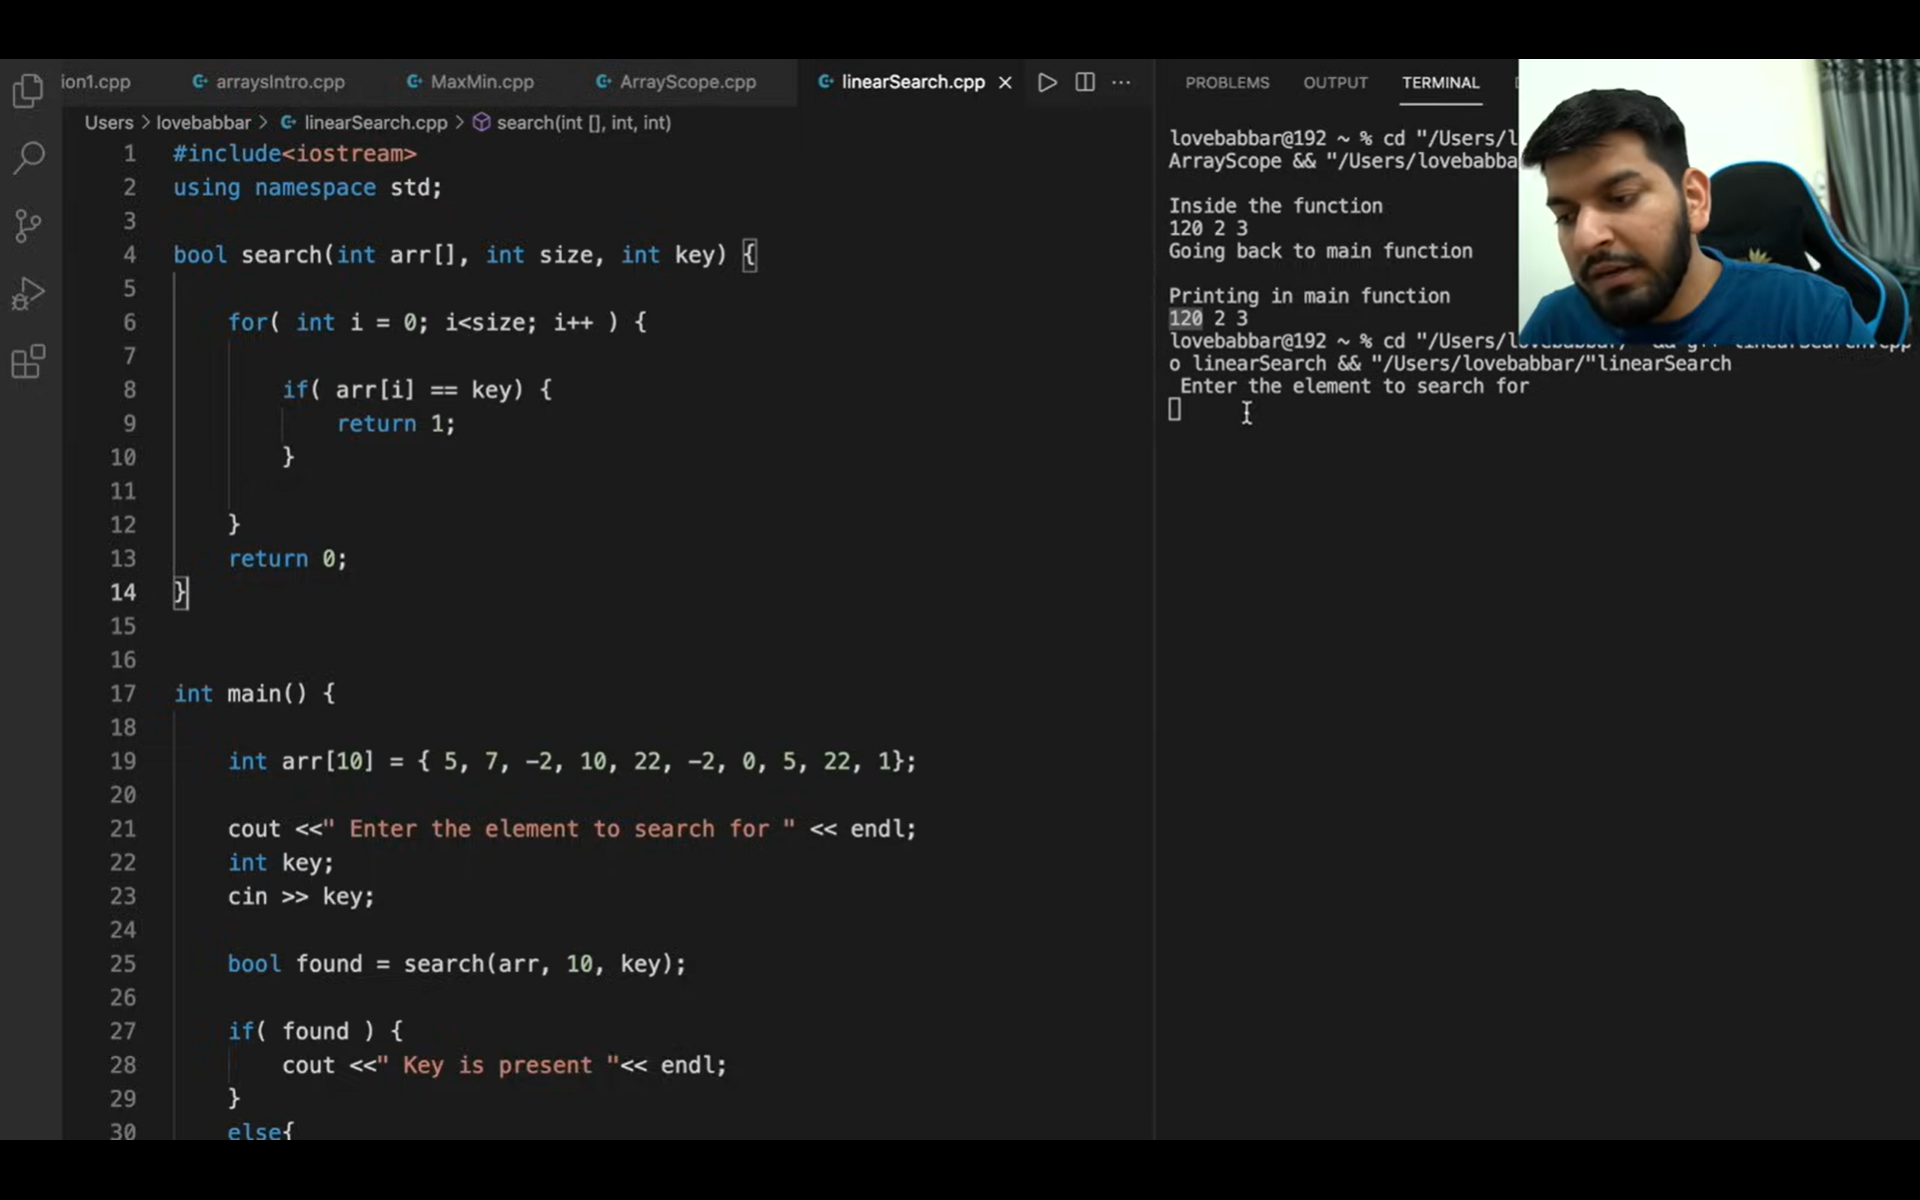 ion1.cpp arraysIntro.cpp MaxMin.cpp ArrayScope.cpp linearSearch.cpp
Users > lovebabbar > linearSearch.cpp > search(int [], int, int)
1 #include<iostream>
2 using namespace std;
3
4 bool search(int arr[], int size, int key) {
5
6 for( int i = 0; i<size; i++ ) {
7
8 if( arr[i] == key) {
9 return 1;
10 }
11
12 }
13 return 0;
14 }
15
16
17 int main() {
18
19 int arr[10] = { 5, 7, -2, 10, 22, -2, 0, 5, 22, 1};
20
21 cout <<" Enter the element to search for " << endl;
22 int key;
23 cin >> key;
24
25 bool found = search(arr, 10, key);
26
27 if( found ) {
28 cout <<" Key is present "<< endl;
29 }
30 else{
PROBLEMS OUTPUT TERMINAL
lovebabbar@192 ~ % cd "/Users/l
ArrayScope && "/Users/lovebabba
Inside the function
120 2 3
Going back to main function
Printing in main function
120 2 3
lovebabbar@192 ~ % cd "/Users/
o linearSearch && "/Users/lovebabbar/"linearSearch
Enter the element to search for